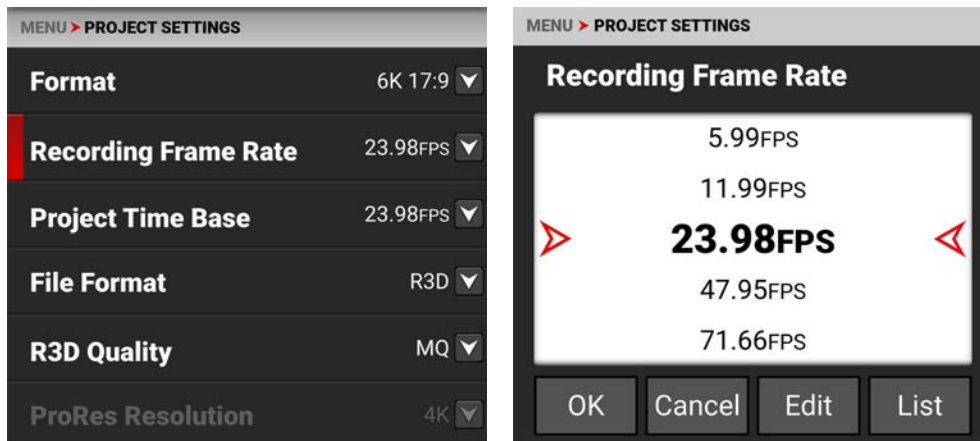 MENU > PROJECT SETTINGS
Format 6K 17:9
Recording Frame Rate 23.98FPS
Project Time Base 23.98FPS
File Format R3D
R3D Quality MQ
ProRes Resolution 4K
MENU > PROJECT SETTINGS
Recording Frame Rate
5.99FPS
11.99FPS
23.98FPS
47.95FPS
71.66FPS
OK Cancel Edit List